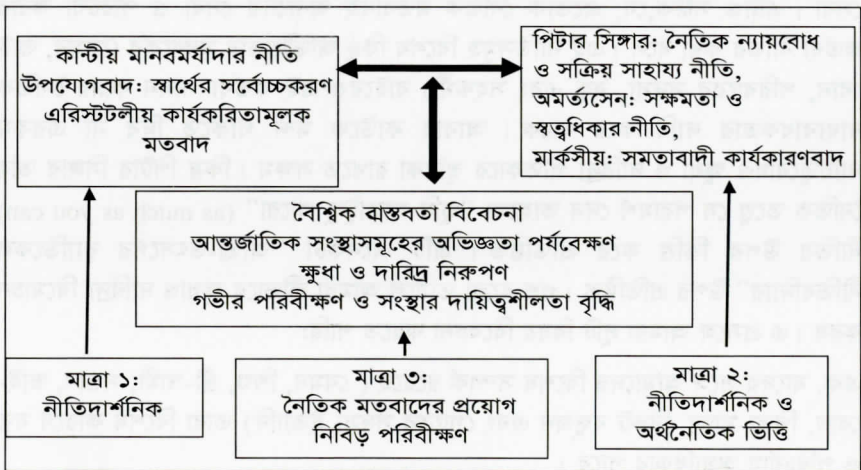 কান্টীয় মানবমর্যাদার নীতি
উপযোগবাদ: স্বার্থের সর্বোচ্চকরণ
এরিস্টটলীয় কার্যকরিতামূলক
মতবাদ
পিটার সিঙ্গার: নৈতিক ন্যায়বোধ
ও সক্রিয় সাহায্য নীতি,
অমর্ত্যসেন: সক্ষমতা ও
স্বত্বাধিকার নীতি,
মার্কসীয়: সমতাবাদী কার্যকারণবাদ
বৈশ্বিক বাস্তবতা বিবেচনা
আন্তর্জাতিক সংস্থাসমূহের অভিজ্ঞতা পর্যবেক্ষণ
ক্ষুধা ও দারিদ্র নিরূপণ
গভীর পরিবীক্ষণ ও সংস্থার দায়িত্বশীলতা বৃদ্ধি
মাত্রা ১:
নীতিদার্শনিক
মাত্রা ৩:
নৈতিক ক্ষমতার প্রয়োগ
নিবিড় পরিবীক্ষণ
মাত্রা ২:
নীতিদার্শনিক ও
অর্থনৈতিক ভিত্তি